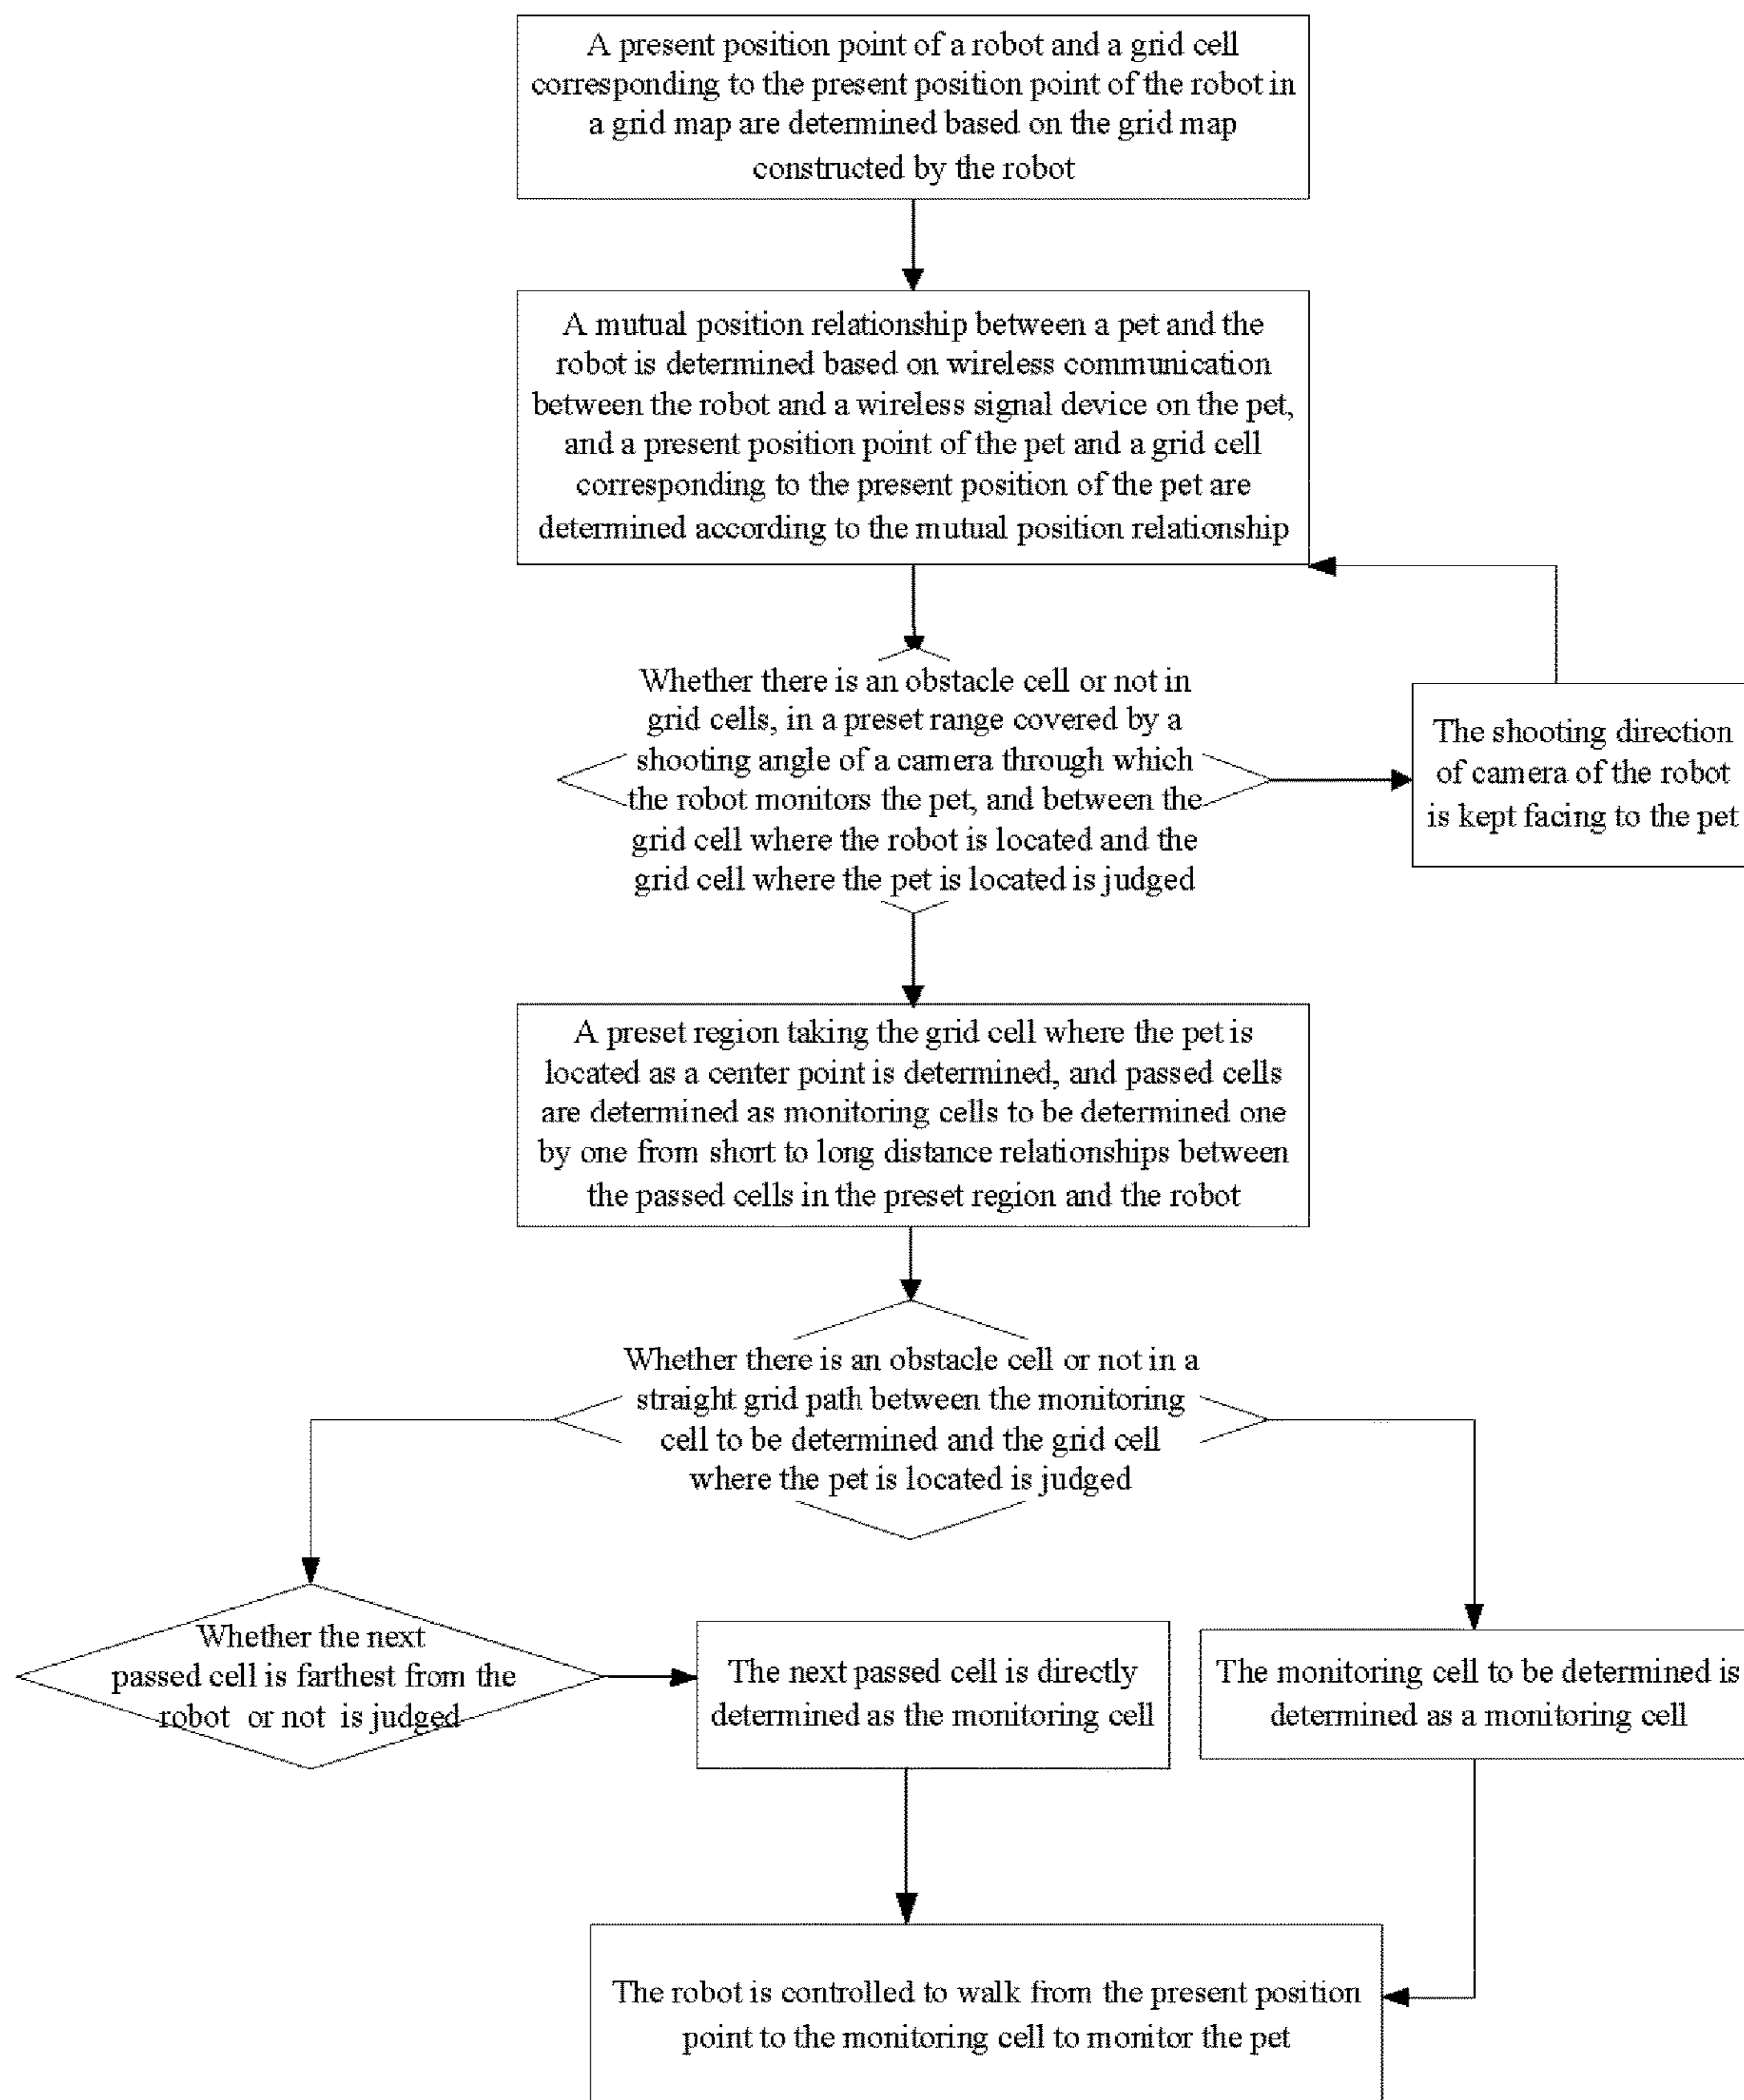 A present position point of a robot and a grid cell
corresponding to the present position point of the robot in
a grid map are determined based on the grid map
constructed by the robot
A mutual position relationship between a pet and the
robot is determined based on wireless communication
between the robot and a wireless signal device on the pet,
and a present position point of the pet and a grid cell
corresponding to the present position of the pet are
determined according to the mutual position relationship
Whether there is an obstacle cell or not in
grid cells, in a preset range covered by a
shooting angle of a camera through which
the robot monitors the pet, and between the
grid cell where the robot is located and the
grid cell where the pet is located is judged
The shooting direction
of camera of the robot
is kept facing to the pet
A preset region taking the grid cell where the pet is
located as a center point is determined, and passed cells
are determined as monitoring cells to be determined one
by one from short to long distance relationships between
the passed cells in the preset region and the robot
Whether there is an obstacle cell or not in a
straight grid path between the monitoring
cell to be determined and the grid cell
where the pet is located is judged
Whether the next
passed cell is farthest from the
robot or not is judged
The next passed cell is directly
determined as the monitoring cell
The monitoring cell to be determined is
determined as a monitoring cell
The robot is controlled to walk from the present position
point to the monitoring cell to monitor the pet